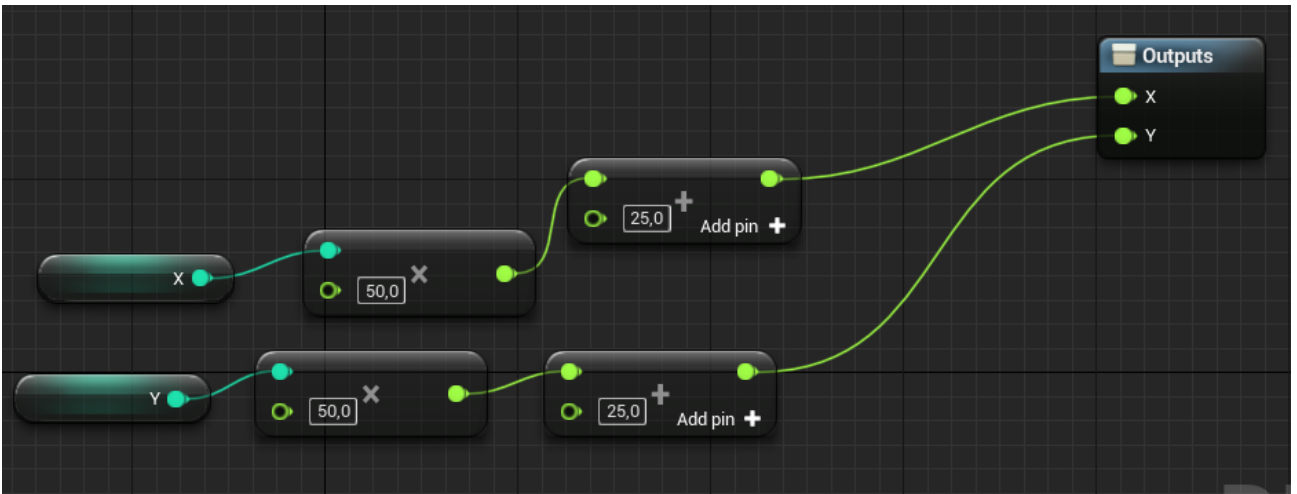 Outputs
X
Y
25,0 +
Add pin +
X
50,0 ×
Y
50,0 ×
25,0 +
Add pin +